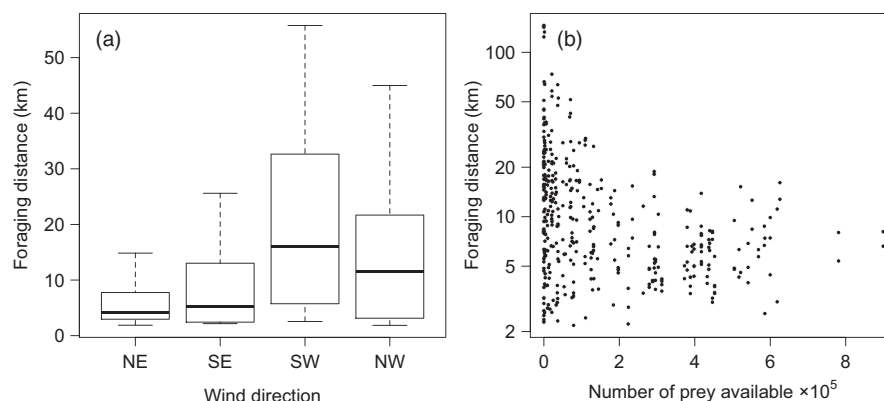 (a)
Foraging distance (km)
50
40
30
20
10
0
NE SE SW NW
Wind direction
(b)
Foraging distance (km)
100
50
20
10
5
2
0 2 4 6 8
Number of prey available ×10⁵